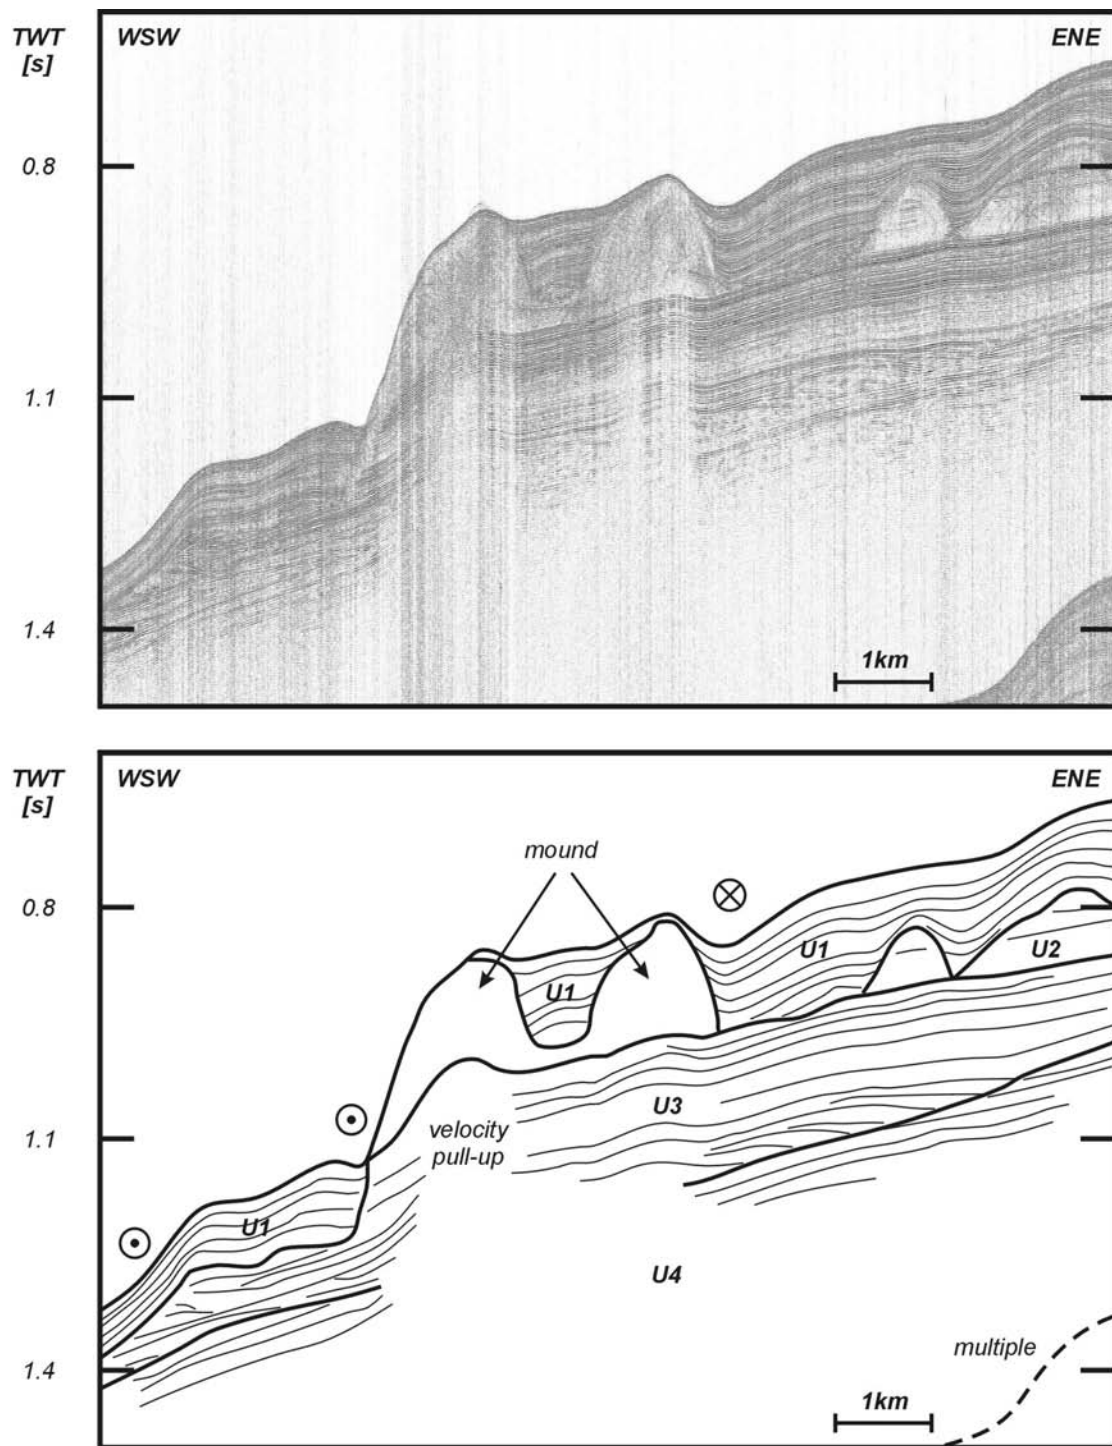 TWT WSW ENE
[s]
0.8
1.1
1.4
1km
TWT WSW ENE
[s]
mound
0.8
U1 U2
U1
U3
1.1
velocity
pull-up
U1
U4
multiple
1.4
1km